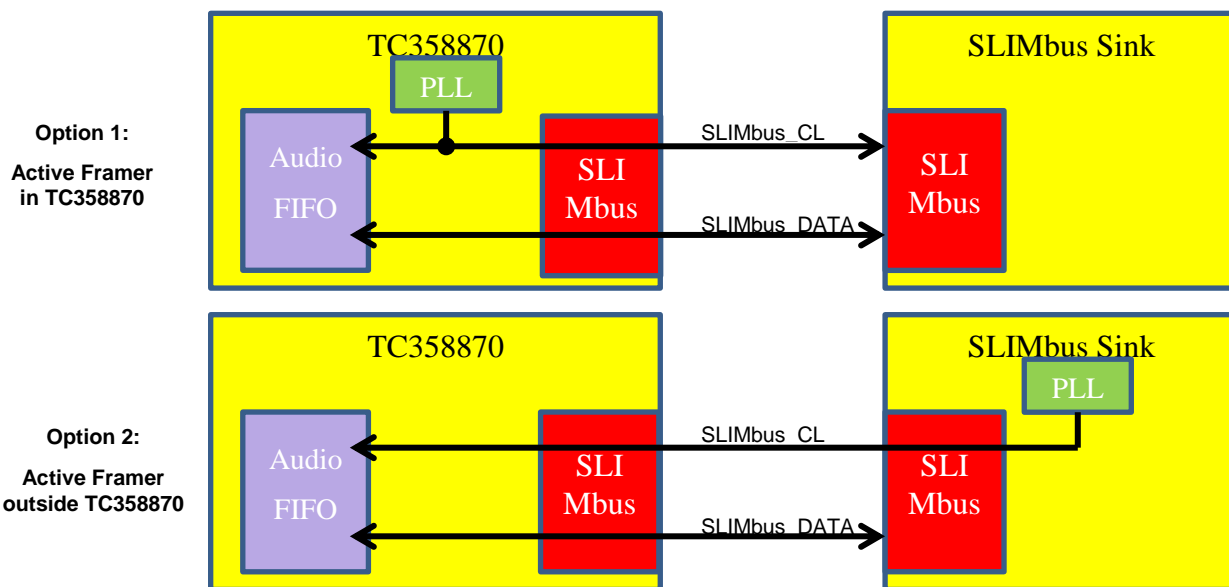 TC358870
SLIMbus Sink
PLL
Option 1:
Active Framer
in TC358870
Audio
FIFO
SLI
Mbus
SLIMbus_CL
SLIMbus_DATA
SLI
Mbus
TC358870
SLIMbus Sink
PLL
Option 2:
Active Framer
outside TC358870
Audio
FIFO
SLI
Mbus
SLIMbus_CL
SLIMbus_DATA
SLI
Mbus